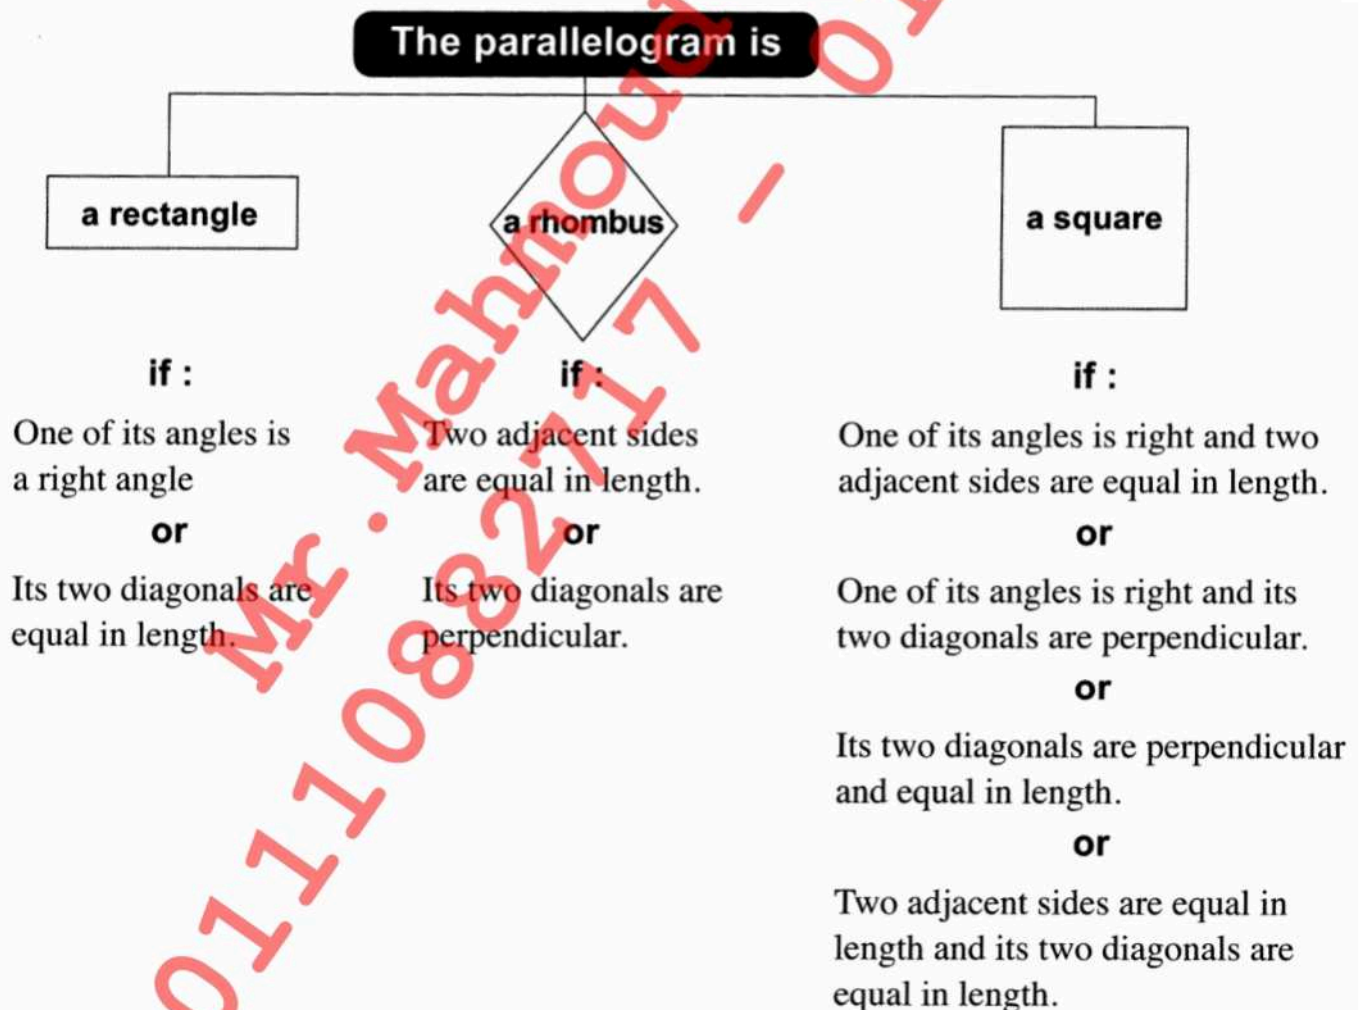 The parallelogram is
a rectangle
a rhombus
a square
if :
One of its angles is
a right angle
or
Its two diagonals are
equal in length.
if :
Two adjacent sides
are equal in length.
or
Its two diagonals are
perpendicular.
if :
One of its angles is right and two
adjacent sides are equal in length.
or
One of its angles is right and its
two diagonals are perpendicular.
or
Its two diagonals are perpendicular
and equal in length.
or
Two adjacent sides are equal in
length and its two diagonals are
equal in length.
Mr.Mahmoud
01110882717 - 01